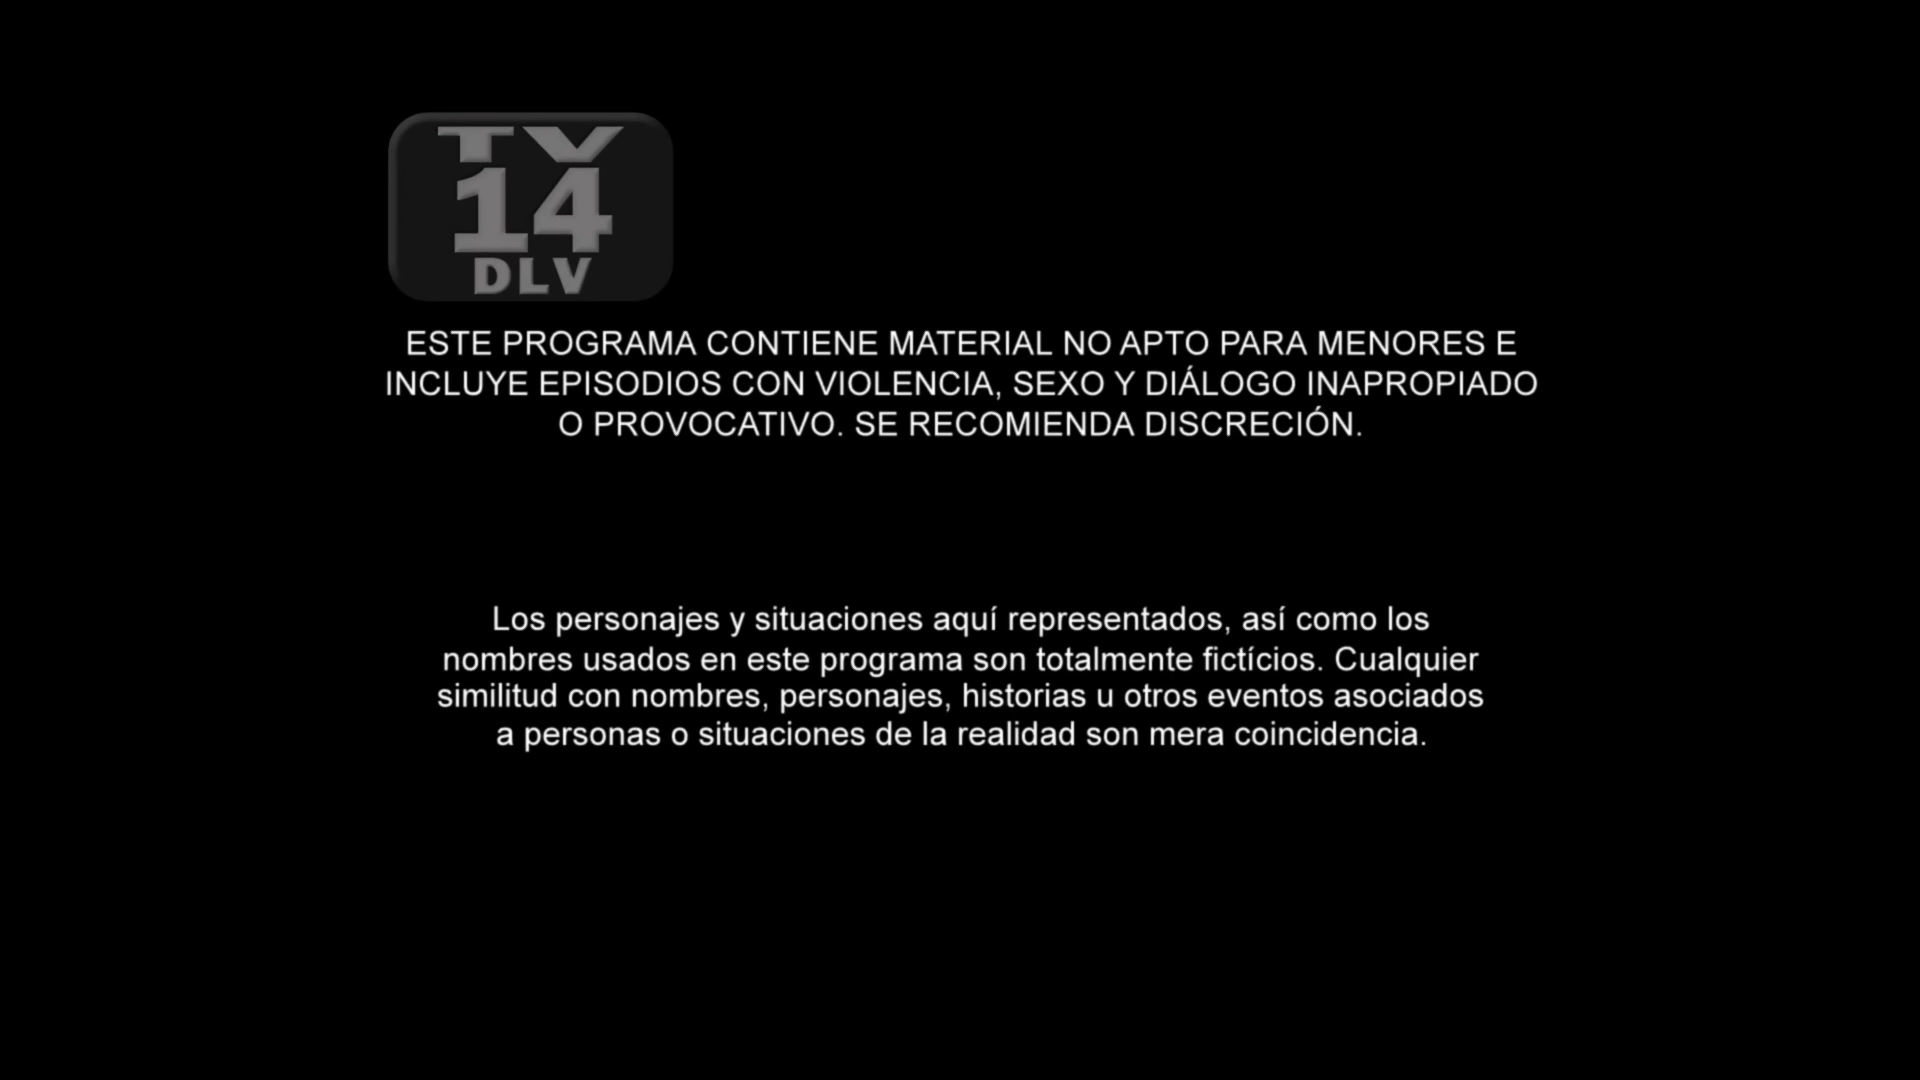 TV
14
DLV
ESTE PROGRAMA CONTIENE MATERIAL NO APTO PARA MENORES E
INCLUYE EPISODIOS CON VIOLENCIA, SEXO Y DIÁLOGO INAPROPIADO
O PROVOCATIVO. SE RECOMIENDA DISCRECIÓN.
Los personajes y situaciones aquí representados, así como los
nombres usados en este programa son totalmente fictícios. Cualquier
similitud con nombres, personajes, historias u otros eventos asociados
a personas o situaciones de la realidad son mera coincidencia.